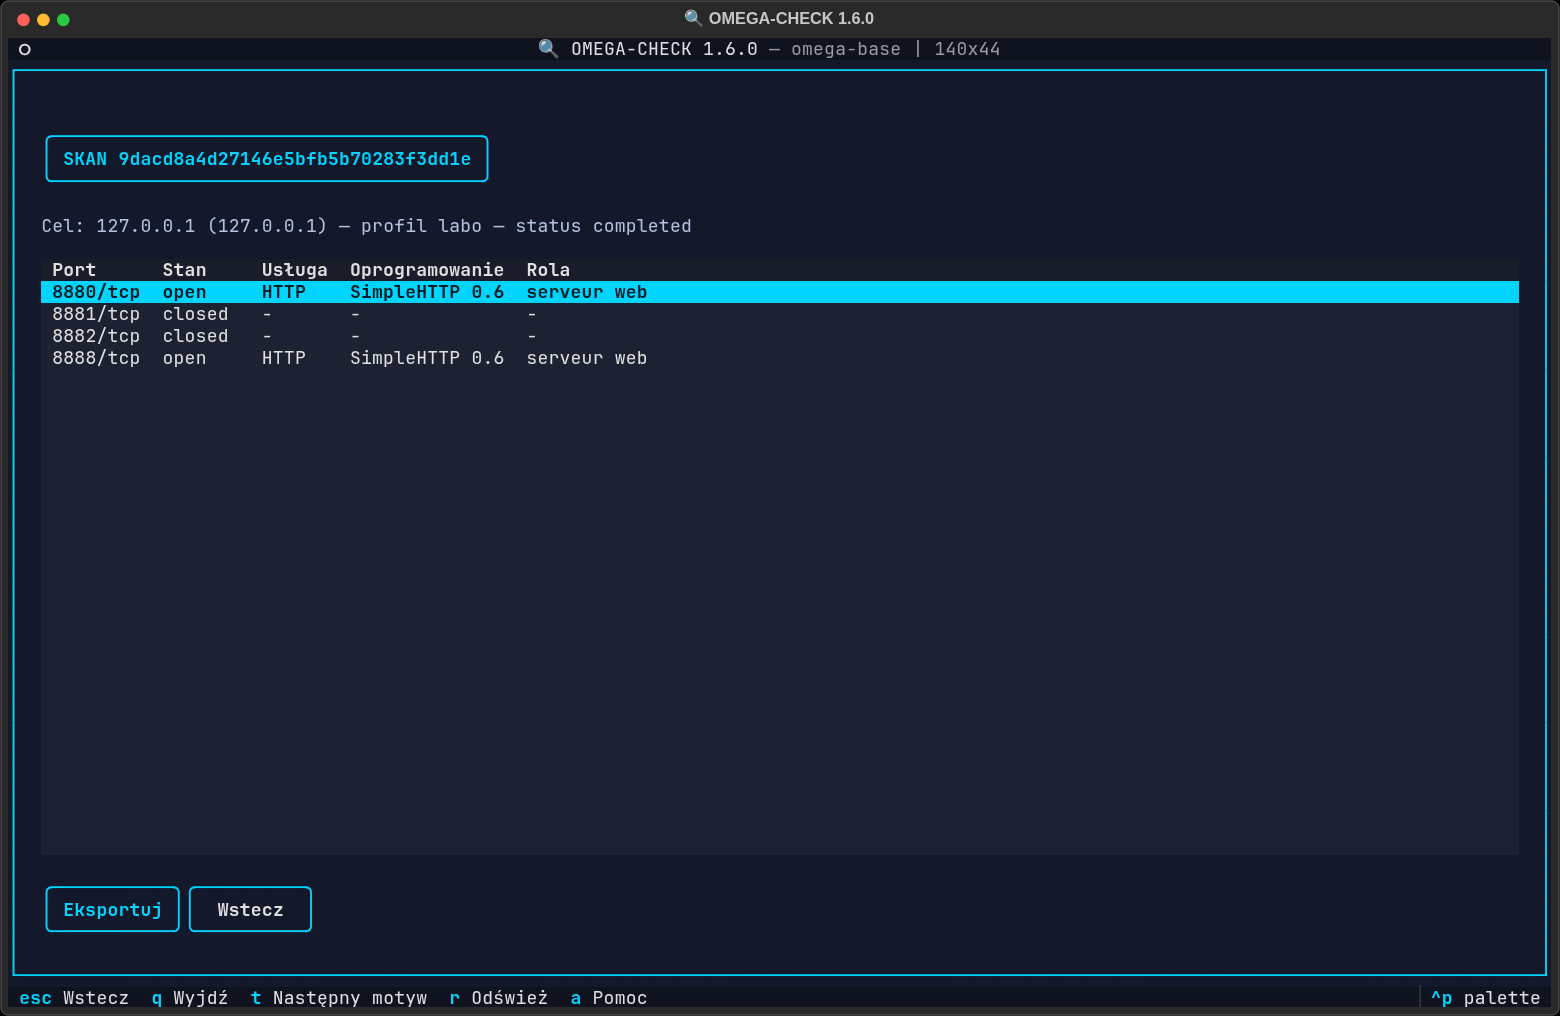 🔍 OMEGA-CHECK 1.6.0
🔍 OMEGA-CHECK 1.6.0 — omega-base | 140x44
SKAN 9dacd8a4d27146e5bfb5b70283f3dd1e
Cel: 127.0.0.1 (127.0.0.1) — profil labo — status completed
Port Stan Usługa Oprogramowanie Rola
8880/tcp open HTTP SimpleHTTP 0.6 serveur web
8881/tcp closed - - -
8882/tcp closed - - -
8888/tcp open HTTP SimpleHTTP 0.6 serveur web
Eksportuj Wstecz
esc Wstecz q Wyjdź t Następny motyw r Odśwież a Pomoc ^p palette